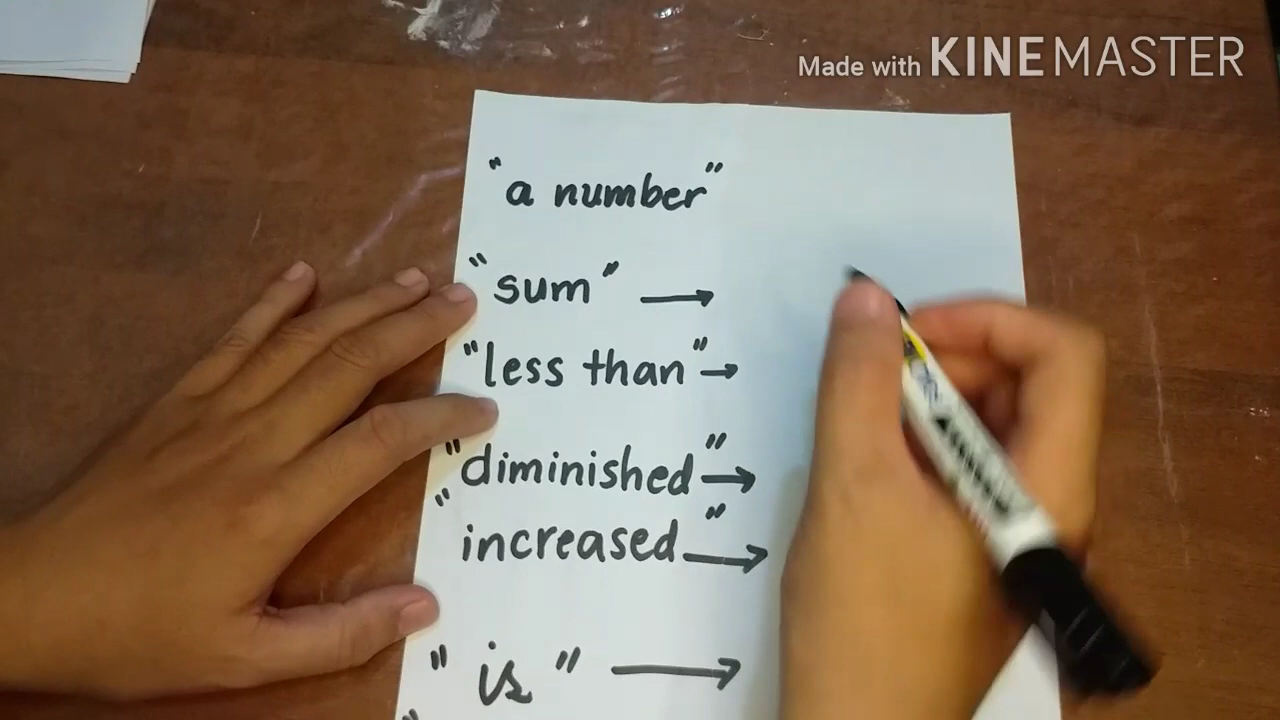 Made with KINEMASTER
"a number"
"sum" →
"less than" →
"diminished" →
"increased" →
"is" →